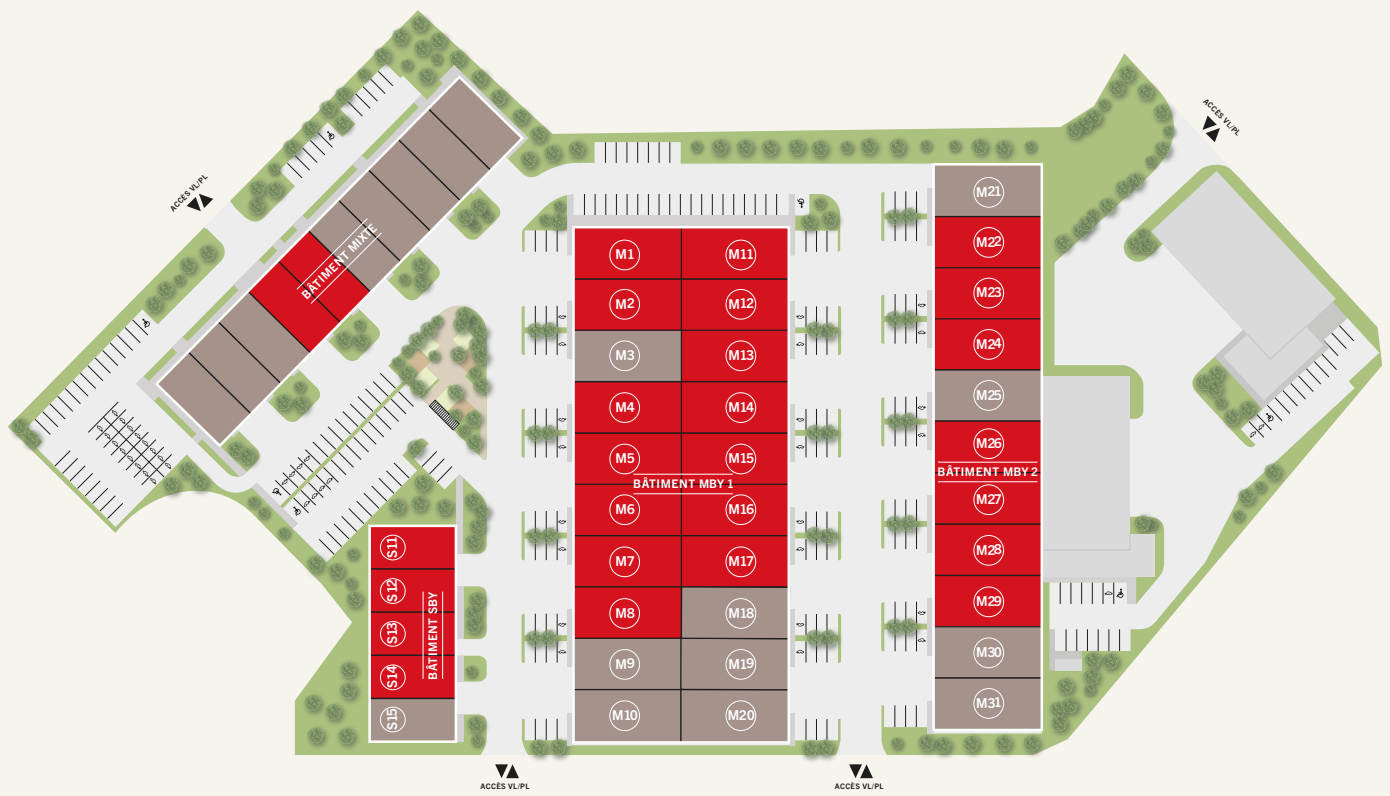 ACCÈS VL/PL
ACCÈS VL/PL
BÂTIMENT MIXTE
M1
M11
M2
M12
M3
M13
M4
M14
M5
M15
BÂTIMENT MBY 1
M6
M16
M7
M17
M8
M18
M9
M19
M10
M20
M21
M22
M23
M24
M25
M26
BÂTIMENT MBY 2
M27
M28
M29
M30
M31
S11
S12
S13
S14
S15
BÂTIMENT SBY
ACCÈS VL/PL
ACCÈS VL/PL